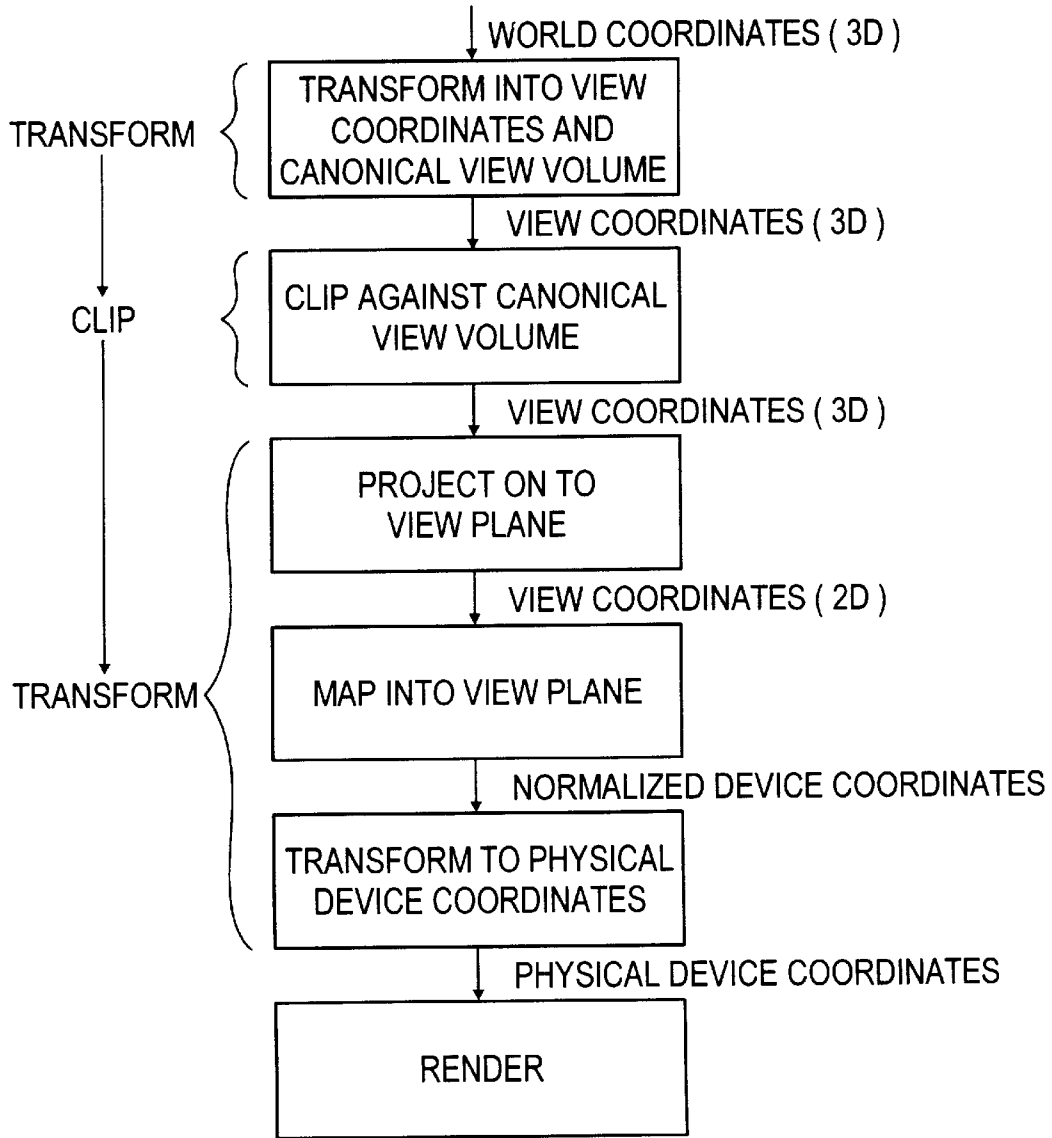 WORLD COORDINATES ( 3D )
TRANSFORM INTO VIEW
COORDINATES AND
CANONICAL VIEW VOLUME
TRANSFORM
VIEW COORDINATES ( 3D )
CLIP AGAINST CANONICAL
VIEW VOLUME
CLIP
VIEW COORDINATES ( 3D )
PROJECT ON TO
VIEW PLANE
VIEW COORDINATES ( 2D )
MAP INTO VIEW PLANE
TRANSFORM
NORMALIZED DEVICE COORDINATES
TRANSFORM TO PHYSICAL
DEVICE COORDINATES
PHYSICAL DEVICE COORDINATES
RENDER